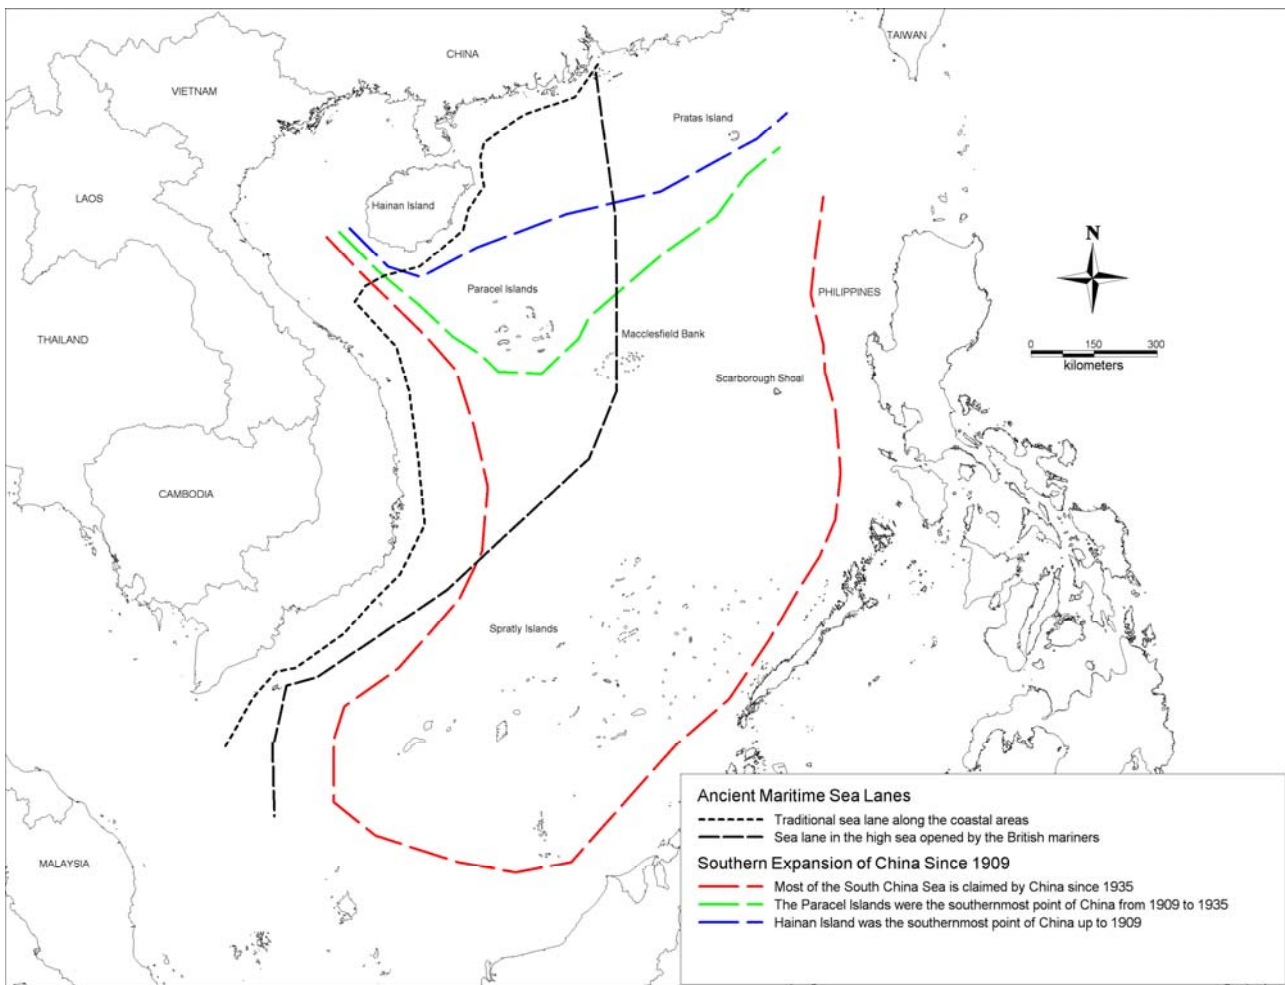 TAIWAN
CHINA
VIETNAM
Pratas Island
LAOS
Hainan Island
N
Paracel Islands
PHILIPPINES
THAILAND
Macclesfield Bank
0 150 300
kilometers
Scarborough Shoal
CAMBODIA
Spratly Islands
MALAYSIA
Ancient Maritime Sea Lanes
Traditional sea lane along the coastal areas
Sea lane in the high sea opened by the British mariners
Southern Expansion of China Since 1909
Most of the South China Sea is claimed by China since 1935
The Paracel Islands were the southernmost point of China from 1909 to 1935
Hainan Island was the southernmost point of China up to 1909